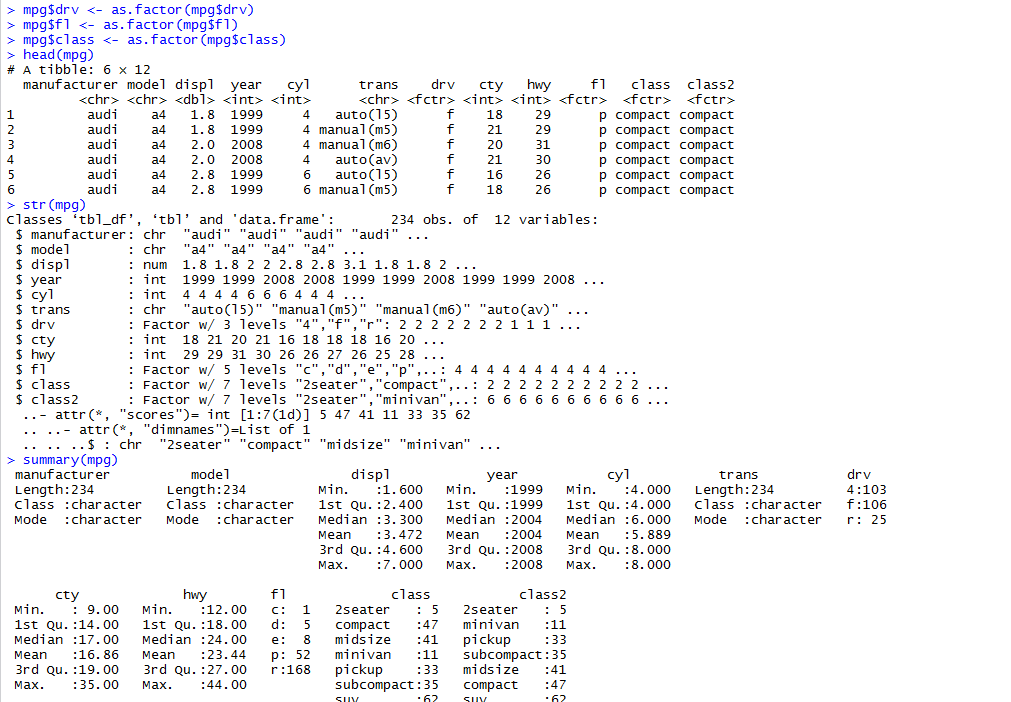 > mpg$drv <- as.factor(mpg$drv)
> mpg$fl <- as.factor(mpg$fl)
> mpg$class <- as.factor(mpg$class)
> head(mpg)
# A tibble: 6 × 12
  manufacturer model displ  year   cyl      trans    drv   cty   hwy     fl   class  class2
         <chr> <chr> <dbl> <int> <int>      <chr> <fctr> <int> <int> <fctr>  <fctr>  <fctr>
1         audi    a4   1.8  1999     4   auto(l5)      f    18    29      p compact compact
2         audi    a4   1.8  1999     4 manual(m5)      f    21    29      p compact compact
3         audi    a4   2.0  2008     4 manual(m6)      f    20    31      p compact compact
4         audi    a4   2.0  2008     4   auto(av)      f    21    30      p compact compact
5         audi    a4   2.8  1999     6   auto(l5)      f    16    26      p compact compact
6         audi    a4   2.8  1999     6 manual(m5)      f    18    26      p compact compact
> str(mpg)
Classes ‘tbl_df’, ‘tbl’ and 'data.frame':       234 obs. of  12 variables:
 $ manufacturer: chr  "audi" "audi" "audi" "audi" ...
 $ model       : chr  "a4" "a4" "a4" "a4" ...
 $ displ       : num  1.8 1.8 2 2 2.8 2.8 3.1 1.8 1.8 2 ...
 $ year        : int  1999 1999 2008 2008 1999 1999 2008 1999 1999 2008 ...
 $ cyl         : int  4 4 4 4 6 6 6 4 4 4 ...
 $ trans       : chr  "auto(l5)" "manual(m5)" "manual(m6)" "auto(av)" ...
 $ drv         : Factor w/ 3 levels "4","f","r": 2 2 2 2 2 2 2 1 1 1 ...
 $ cty         : int  18 21 20 21 16 18 18 18 16 20 ...
 $ hwy         : int  29 29 31 30 26 26 27 26 25 28 ...
 $ fl          : Factor w/ 5 levels "c","d","e","p",..: 4 4 4 4 4 4 4 4 4 4 ...
 $ class       : Factor w/ 7 levels "2seater","compact",..: 2 2 2 2 2 2 2 2 2 2 ...
 $ class2      : Factor w/ 7 levels "2seater","minivan",..: 6 6 6 6 6 6 6 6 6 6 ...
  ..- attr(*, "scores")= int [1:7(1d)] 5 47 41 11 33 35 62
  .. ..- attr(*, "dimnames")=List of 1
  .. .. ..$ : chr  "2seater" "compact" "midsize" "minivan" ...
> summary(mpg)
 manufacturer          model               displ            year           cyl           trans           drv
 Length:234         Length:234         Min.   :1.600   Min.   :1999   Min.   :4.000   Length:234         4:103
 Class :character   Class :character   1st Qu.:2.400   1st Qu.:1999   1st Qu.:4.000   Class :character   f:106
 Mode  :character   Mode  :character   Median :3.300   Median :2004   Median :6.000   Mode  :character   r: 25
                                       Mean   :3.472   Mean   :2004   Mean   :5.889
                                       3rd Qu.:4.600   3rd Qu.:2008   3rd Qu.:8.000
                                       Max.   :7.000   Max.   :2008   Max.   :8.000
      cty             hwy        fl             class           class2
 Min.   : 9.00   Min.   :12.00   c:  1   2seater   : 5   2seater   : 5
 1st Qu.:14.00   1st Qu.:18.00   d:  5   compact   :47   minivan   :11
 Median :17.00   Median :24.00   e:  8   midsize   :41   pickup    :33
 Mean   :16.86   Mean   :23.44   p: 52   minivan   :11   subcompact:35
 3rd Qu.:19.00   3rd Qu.:27.00   r:168   pickup    :33   midsize   :41
 Max.   :35.00   Max.   :44.00           subcompact:35   compact   :47
                                         suv       :62   suv       :62